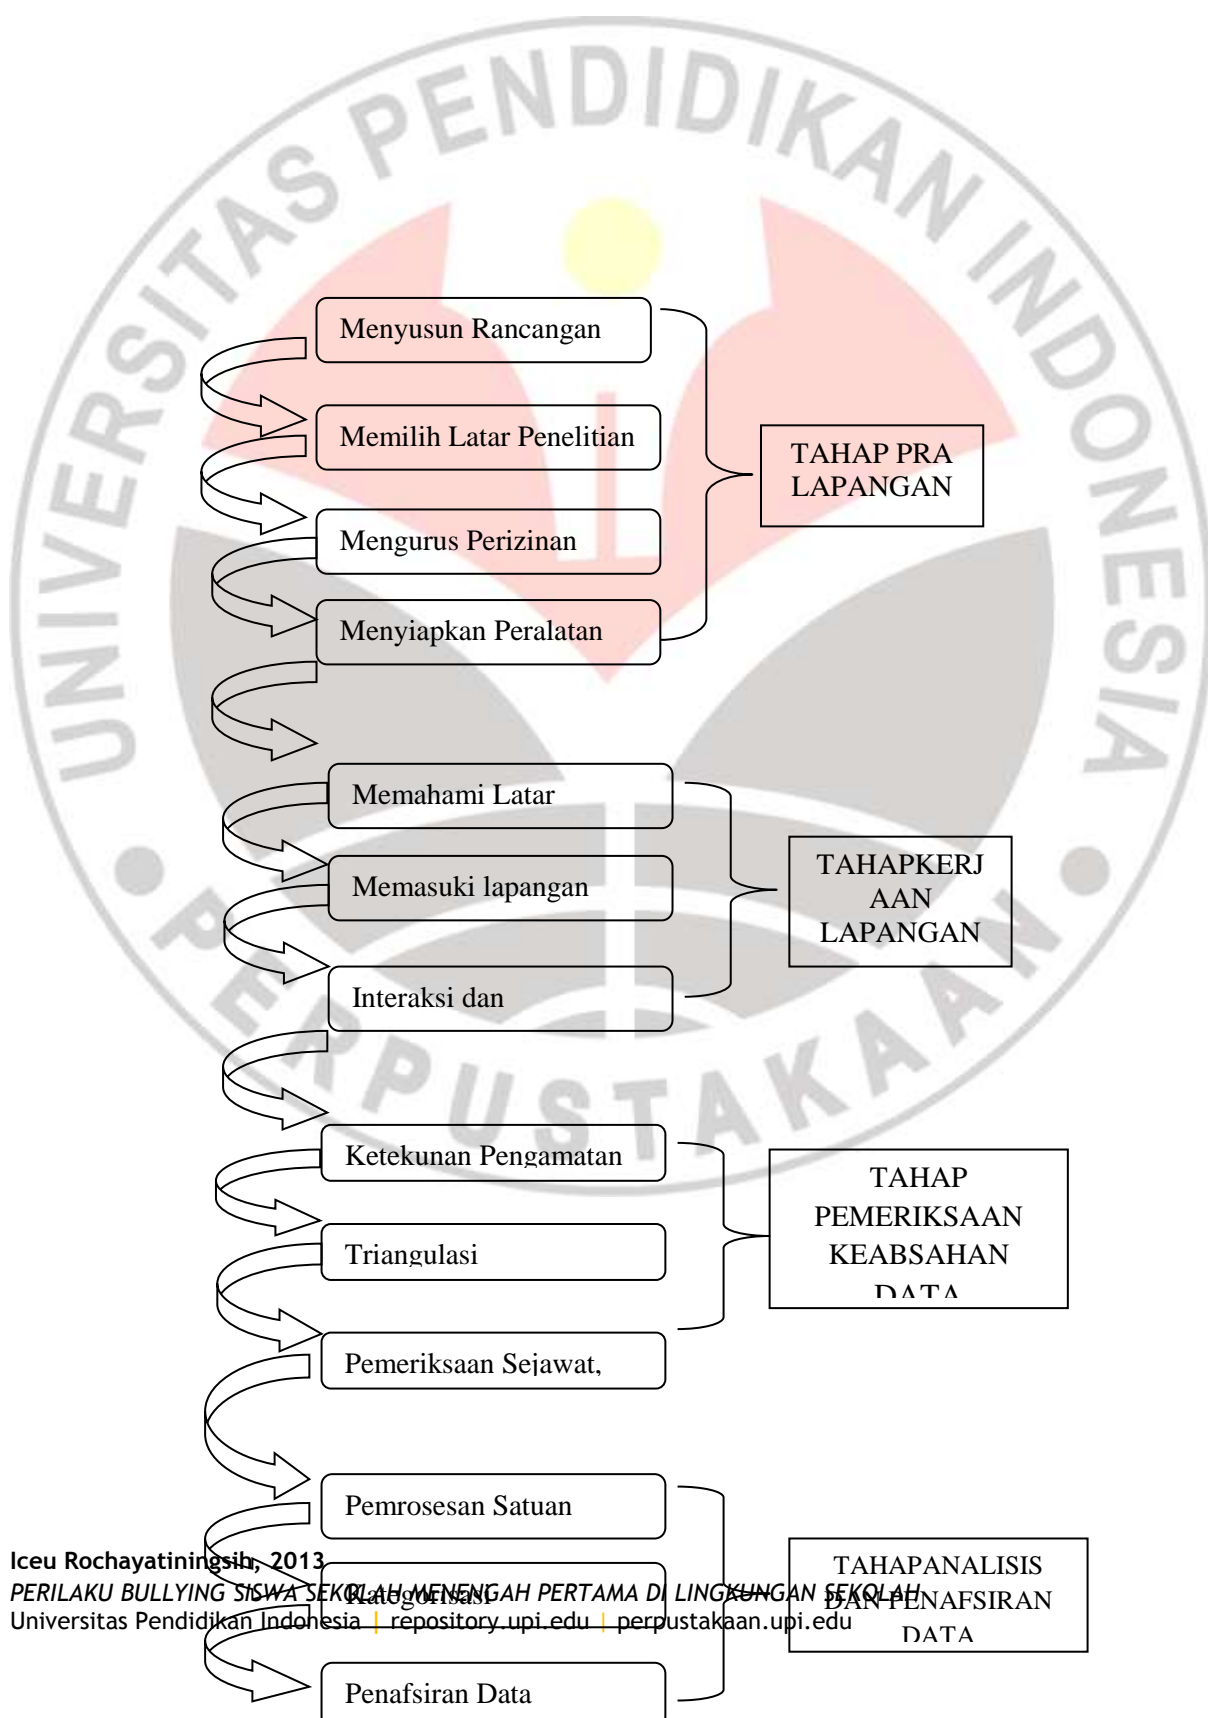 UNIVERSITAS PENDIDIKAN INDONESIA
PERPUSTAKAAN
Menyusun Rancangan
Memilih Latar Penelitian
Mengurus Perizinan
Menyiapkan Peralatan
TAHAP PRA
LAPANGAN
Memahami Latar
Memasuki lapangan
Interaksi dan
TAHAPKERJ
AAN
LAPANGAN
Ketekunan Pengamatan
Triangulasi
Pemeriksaan Sejawat,
TAHAP
PEMERIKSAAN
KEABSAHAN
DATA
Pemrosesan Satuan
Kategorisasi
Penafsiran Data
TAHAPANALISIS
DAN PENAFSIRAN
DATA
Iceu Rochayatiningsih, 2013
PERILAKU BULLYING SISWA SEKOLAH MENENGAH PERTAMA DI LINGKUNGAN SEKOLAH
Universitas Pendidikan Indonesia | repository.upi.edu | perpustakaan.upi.edu